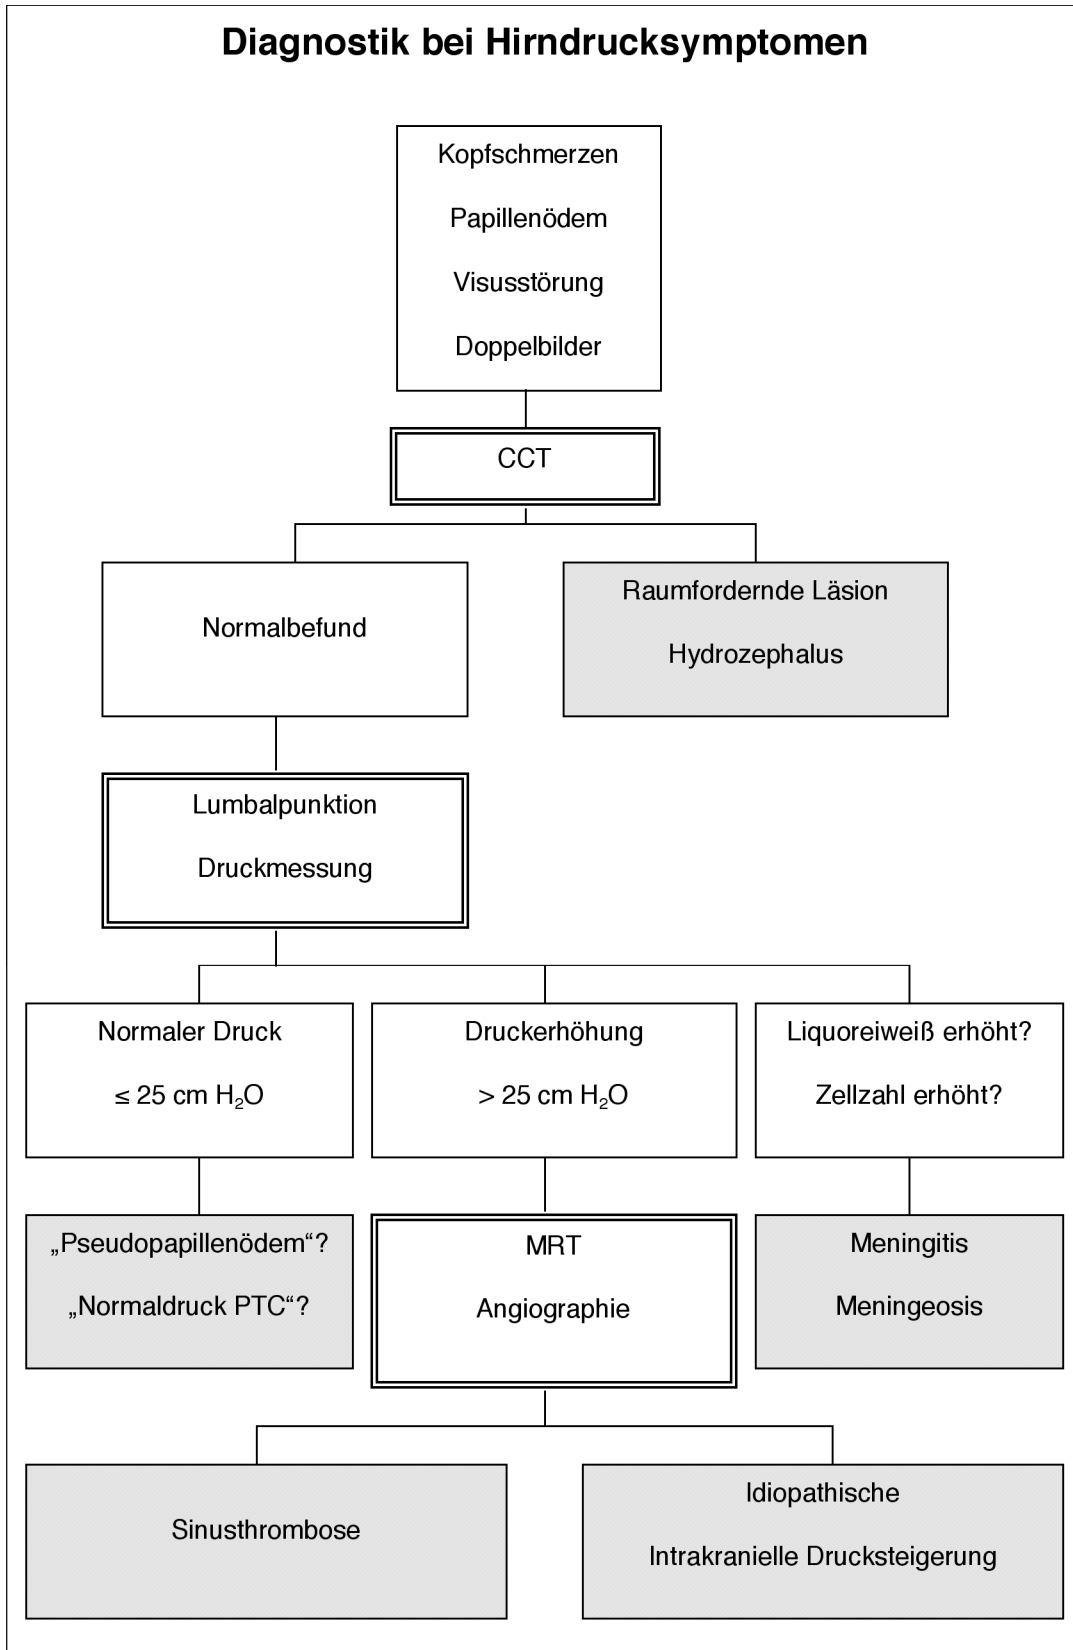 Diagnostik bei Hirndrucksymptomen
Kopfschmerzen
Papillenödem
Visusstörung
Doppelbilder
CCT
Normalbefund
Raumfordernde Läsion
Hydrozephalus
Lumbalpunktion
Druckmessung
Normaler Druck
≤ 25 cm H₂O
Druckerhöhung
> 25 cm H₂O
Liquoreiweiß erhöht?
Zellzahl erhöht?
„Pseudopapillenödem“?
„Normaldruck PTC“?
MRT
Angiographie
Meningitis
Meningeosis
Sinusthrombose
Idiopathische
Intrakranielle Drucksteigerung